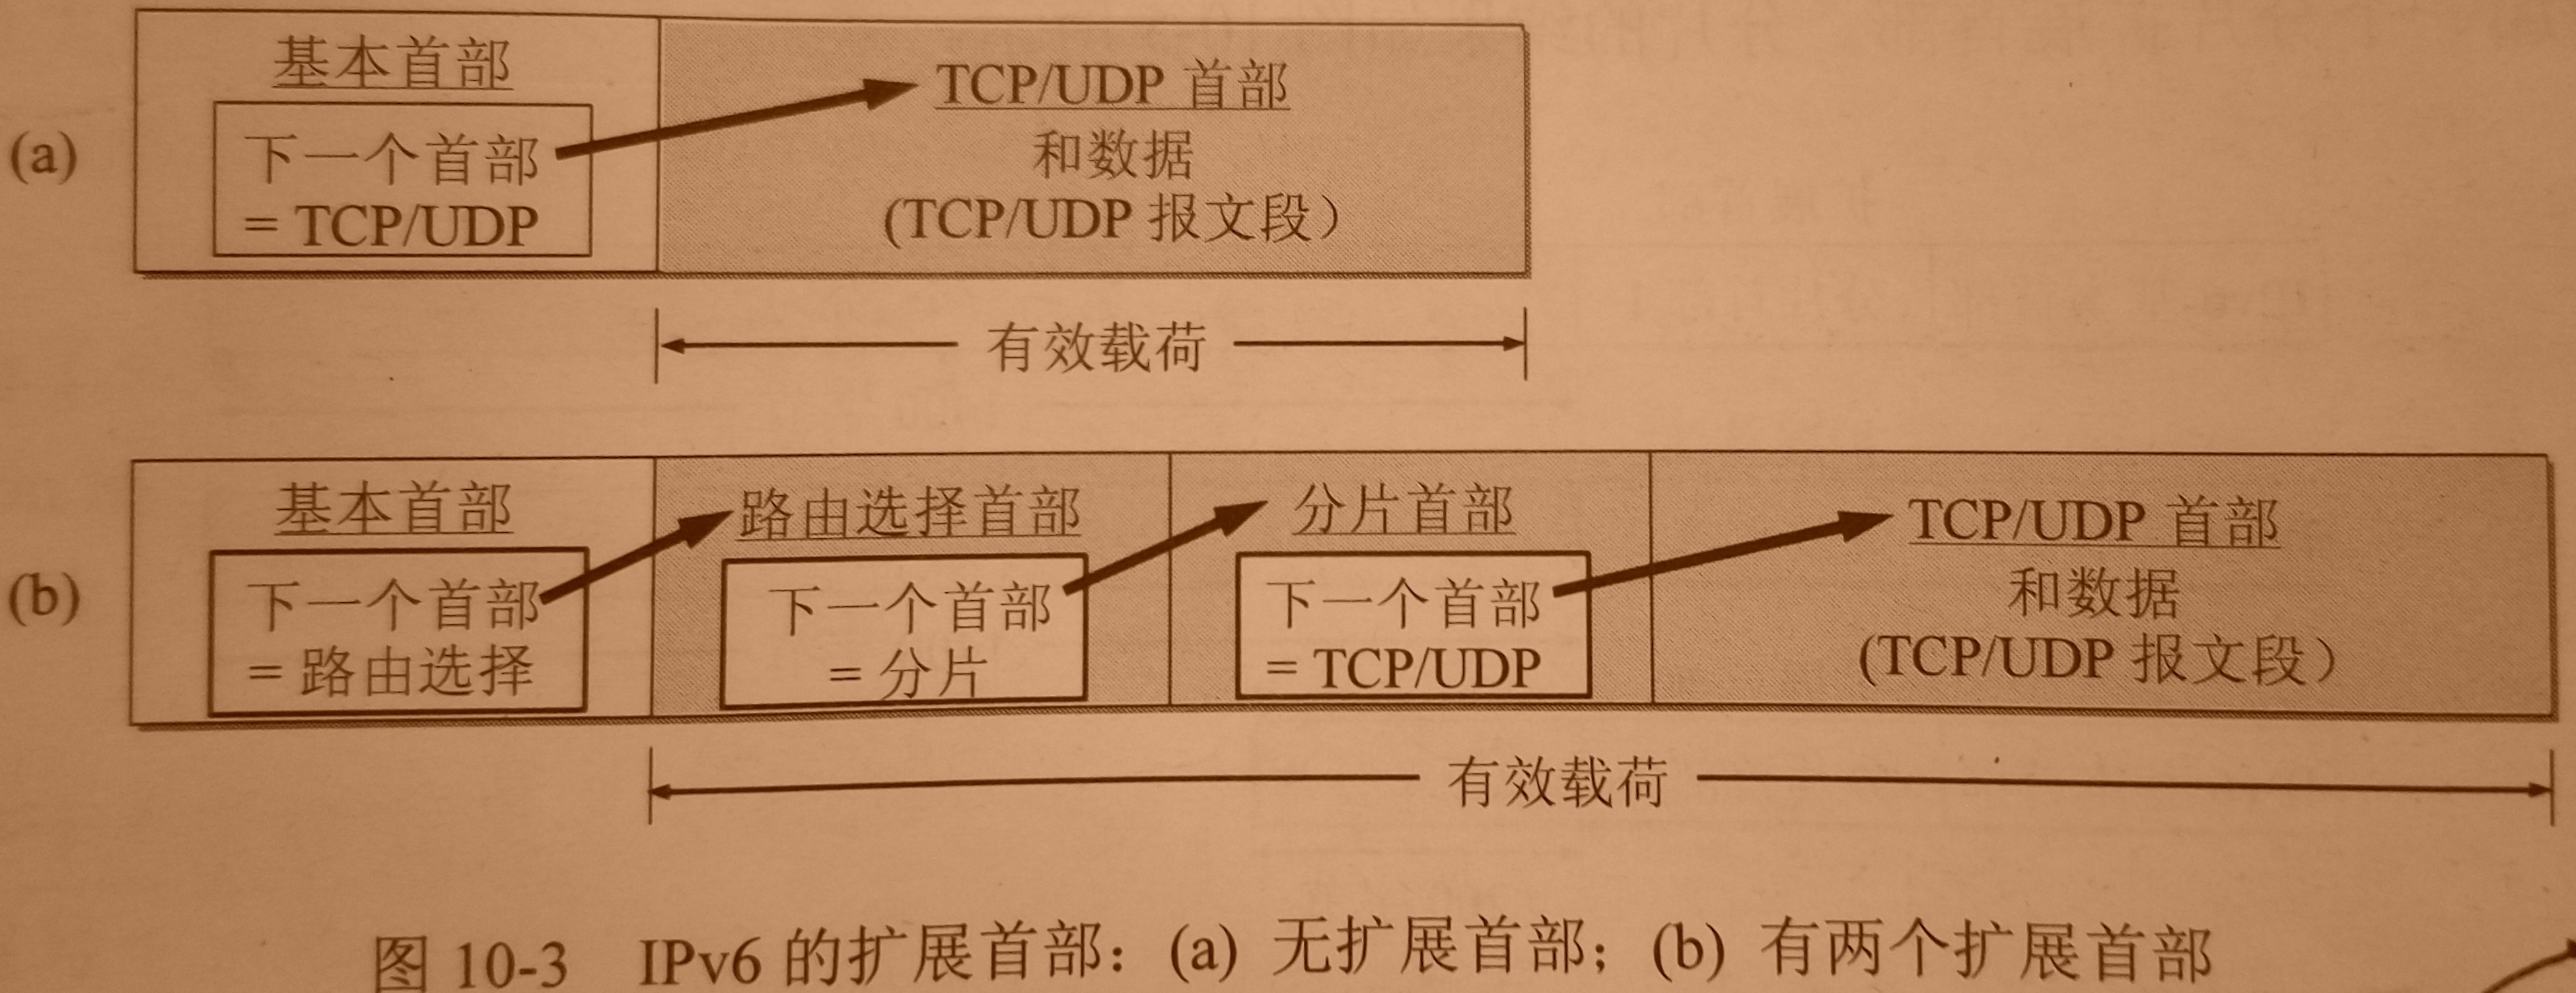 (a)
基本首部
下一个首部
= TCP/UDP
TCP/UDP 首部
和数据
(TCP/UDP 报文段）
有效载荷
(b)
基本首部
下一个首部
= 路由选择
路由选择首部
下一个首部
= 分片
分片首部
下一个首部
= TCP/UDP
TCP/UDP 首部
和数据
(TCP/UDP 报文段）
有效载荷
图 10-3 IPv6 的扩展首部：(a) 无扩展首部；(b) 有两个扩展首部